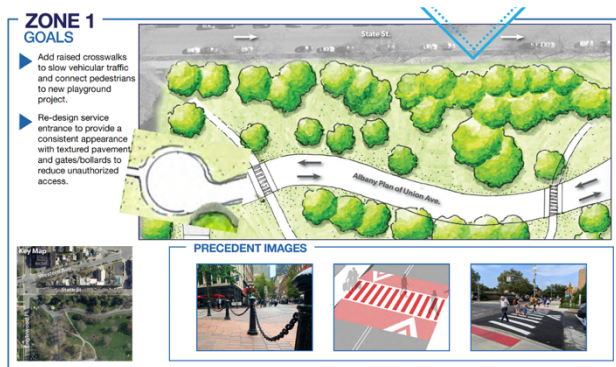 ZONE 1
GOALS
Add raised crosswalks
to slow vehicular traffic
and connect pedestrians
to new playground
project.
Re-design service
entrance to provide a
consistent appearance
with textured pavement
and gates/bollards to
reduce unauthorized
access.
State St.
Albany Plan of Union Ave.
Key Map
State St.
PRECEDENT IMAGES